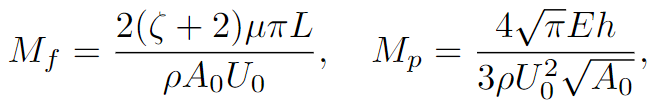 $M_f = \frac{2(\zeta + 2)\mu\pi L}{\rho A_0 U_0}, \quad M_p = \frac{4\sqrt{\pi}Eh}{3\rho U_0^2 \sqrt{A_0}},$